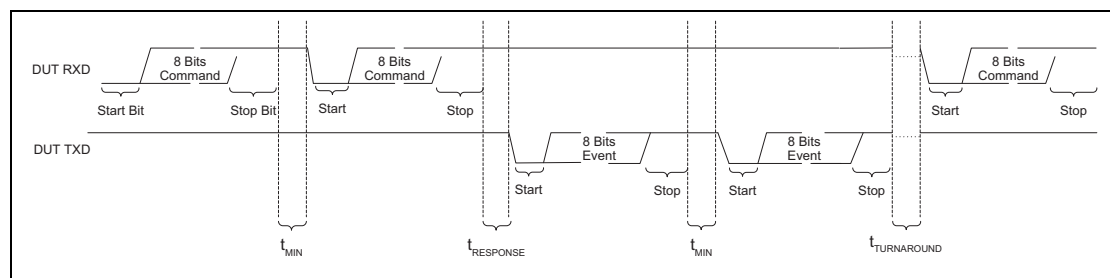 DUT RXD
8 Bits
Command
8 Bits
Command
8 Bits
Command
Start Bit
Stop Bit
Start
Stop
Start
Stop
DUT TXD
8 Bits
Event
8 Bits
Event
Start
Stop
Start
Stop
tMIN
tRESPONSE
tMIN
tTURNAROUND